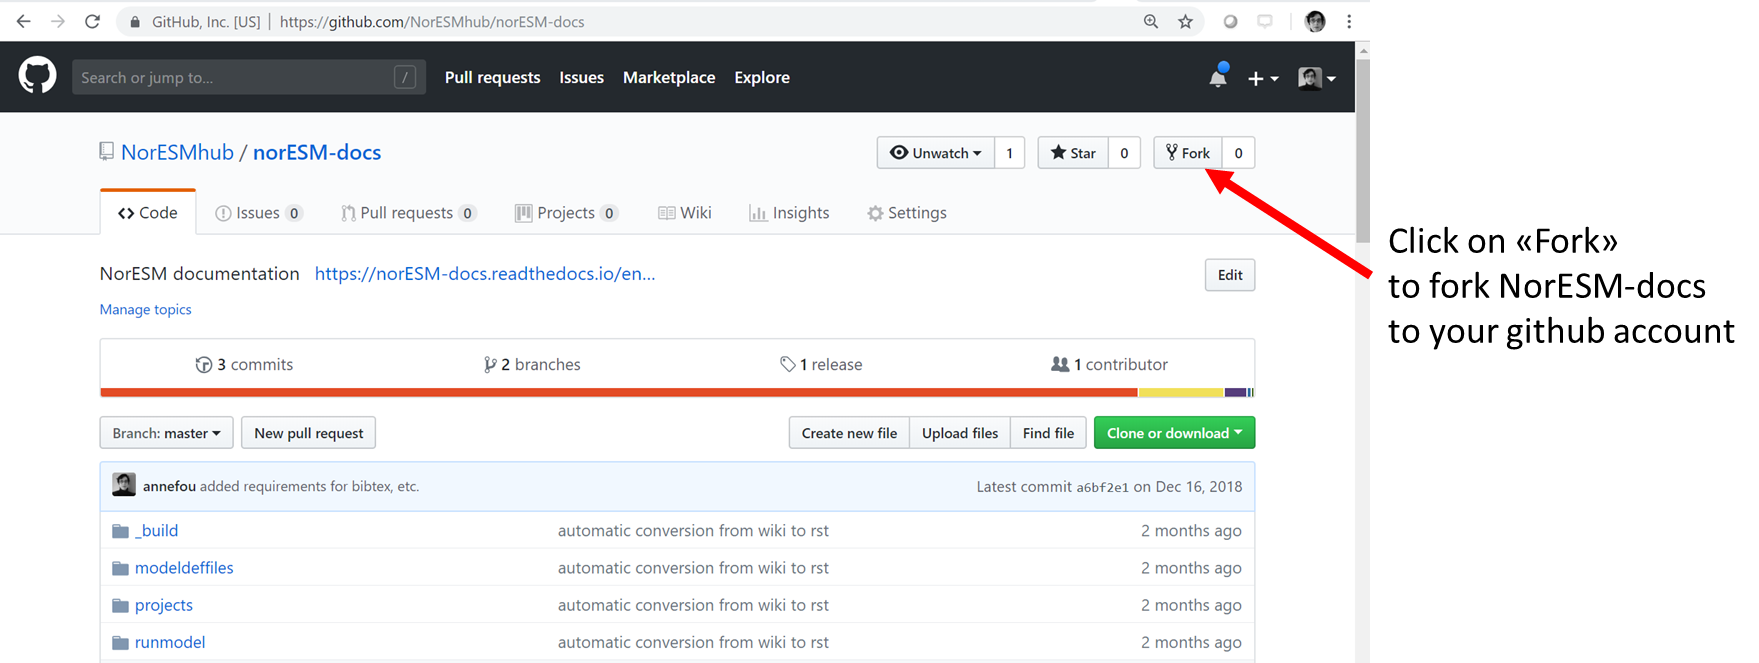 GitHub, Inc. [US] | https://github.com/NorESMhub/norESM-docs
Search or jump to... /
Pull requests Issues Marketplace Explore
NorESMhub / norESM-docs
Unwatch 1 Star 0 Fork 0
Code Issues 0 Pull requests 0 Projects 0 Wiki Insights Settings
Click on «Fork»
to fork NorESM-docs
to your github account
NorESM documentation https://norESM-docs.readthedocs.io/en...
Edit
Manage topics
3 commits 2 branches 1 release 1 contributor
Branch: master New pull request Create new file Upload files Find file Clone or download
annefou added requirements for bibtex, etc. Latest commit a6bf2e1 on Dec 16, 2018
_build automatic conversion from wiki to rst 2 months ago
modeldeffiles automatic conversion from wiki to rst 2 months ago
projects automatic conversion from wiki to rst 2 months ago
runmodel automatic conversion from wiki to rst 2 months ago